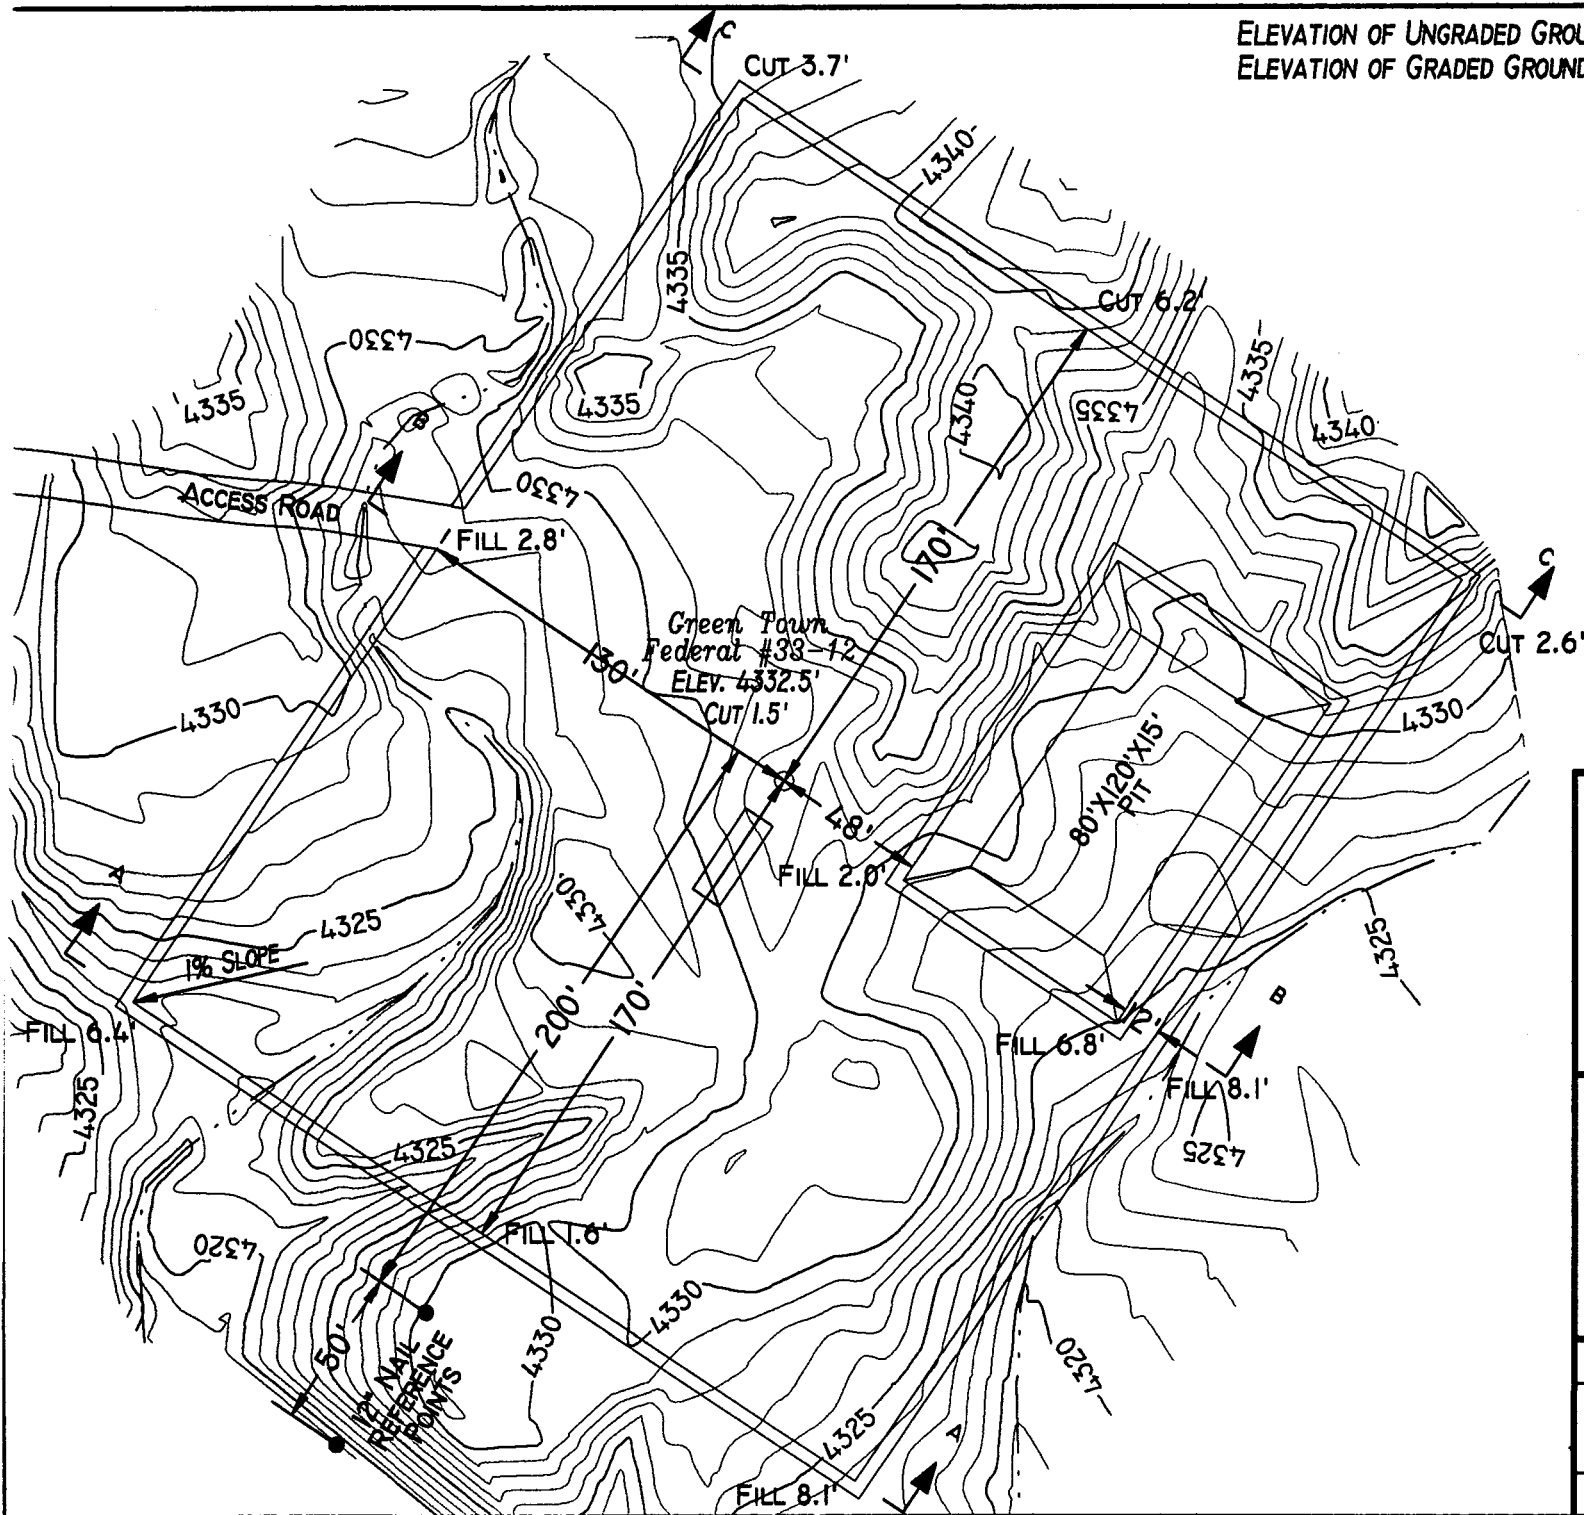 ELEVATION OF UNGRADED GROU
ELEVATION OF GRADED GROUND
C
CUT 3.7'
4340
4335
CUT 6.2'
4330
4335
4335
4335
4340
4335
4340
B
ACCESS ROAD
4330
FILL 2.8'
170'
C
CUT 2.6'
Green Town
Federal #33-12
ELEV. 4332.5'
CUT 1.5'
130'
4330
4330
80'X120'X15'
PIT
48'
A
FILL 2.0'
4330
4325
4325
1% SLOPE
200'
170'
FILL 6.4'
12'
B
FILL 6.8'
FILL 8.1'
4325
4325
4325
4320
FILL 1.6'
4330
4330
50'
12" NAIL
REFERENCE
POINTS
4320
4325
A
FILL 8.1'